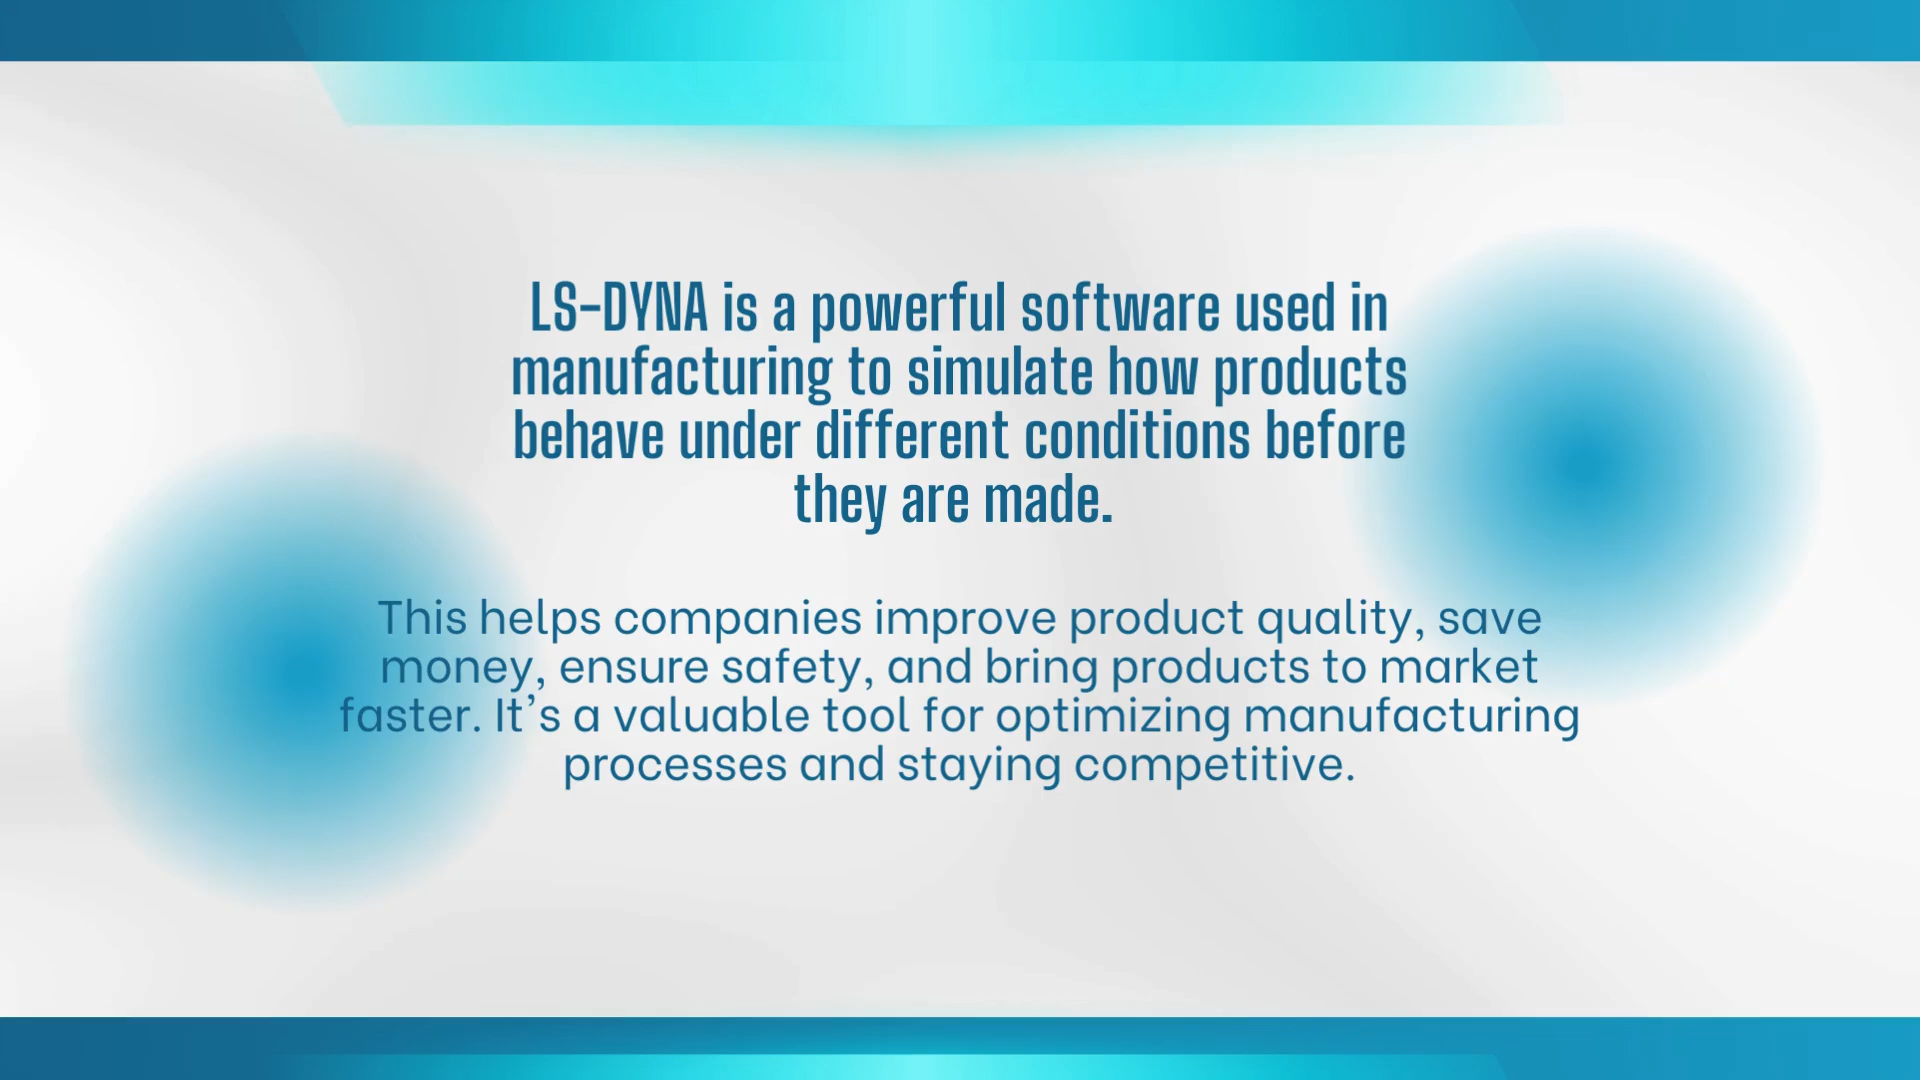 LS-DYNA is a powerful software used in
manufacturing to simulate how products
behave under different conditions before
they are made.
This helps companies improve product quality, save
money, ensure safety, and bring products to market
faster. It's a valuable tool for optimizing manufacturing
processes and staying competitive.